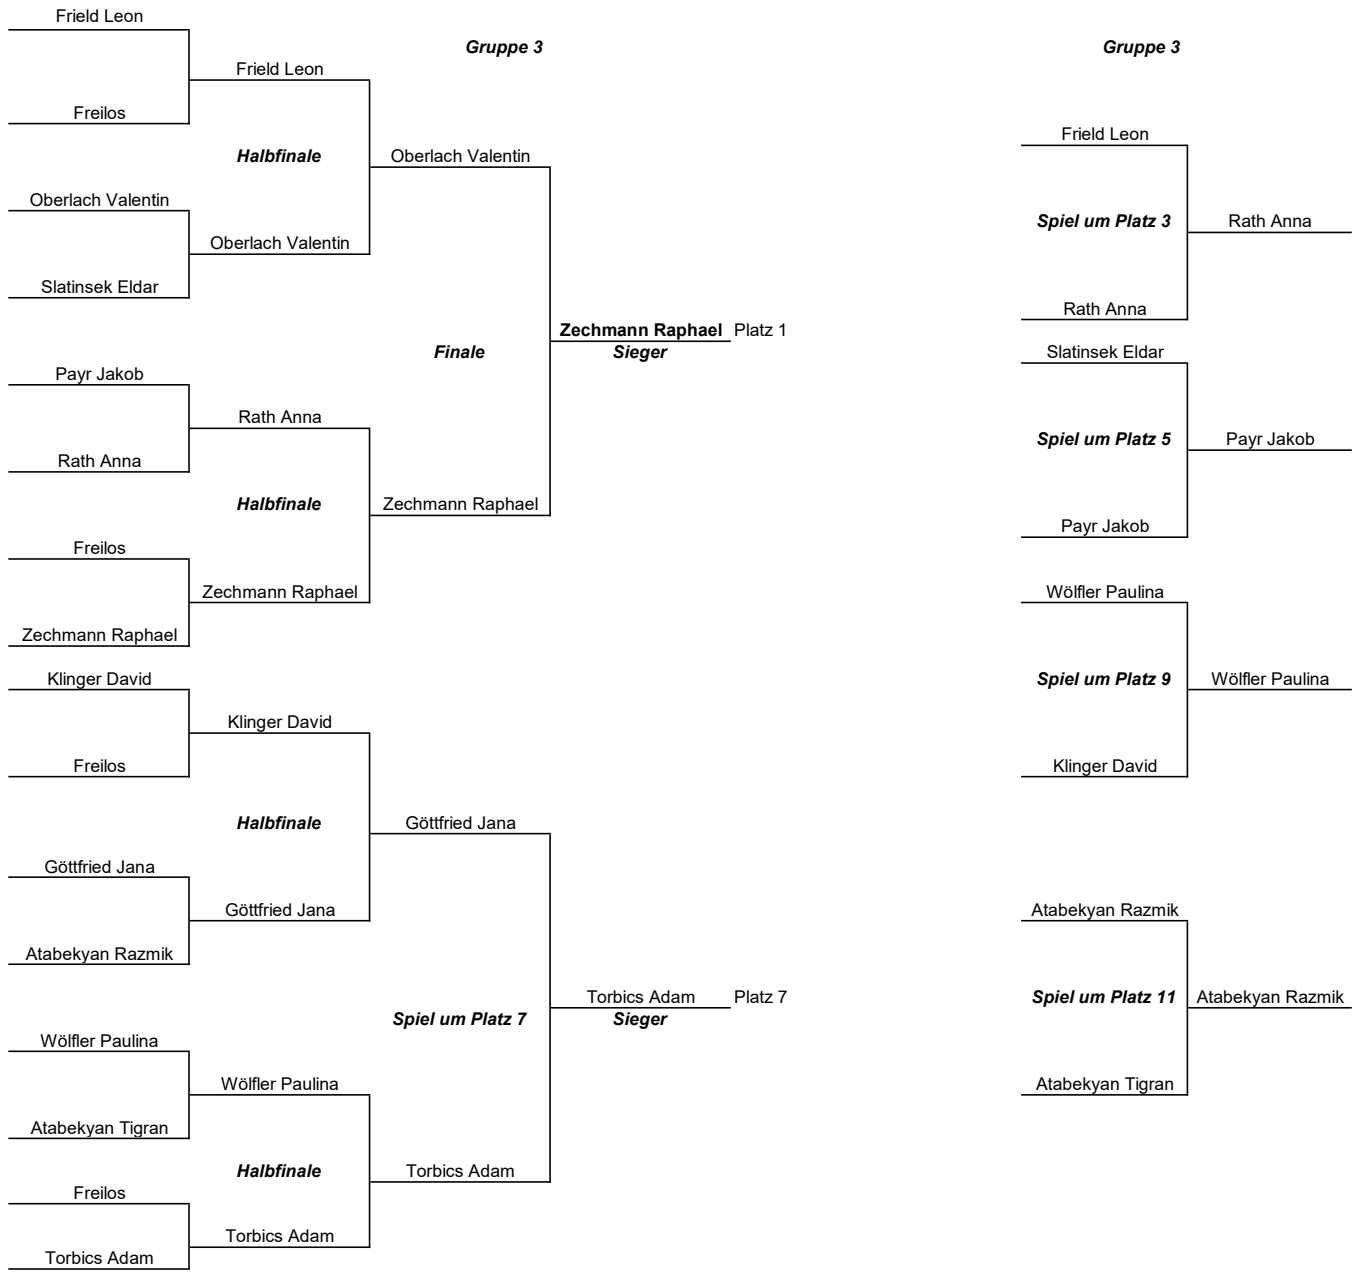 Frield Leon
Gruppe 3
Frield Leon
Freilos
Halbfinale
Oberlach Valentin
Oberlach Valentin
Oberlach Valentin
Slatinsek Eldar
Zechmann Raphael Platz 1
Finale
Sieger
Payr Jakob
Rath Anna
Rath Anna
Halbfinale
Zechmann Raphael
Freilos
Zechmann Raphael
Zechmann Raphael
Klinger David
Klinger David
Freilos
Halbfinale
Göttfried Jana
Göttfried Jana
Göttfried Jana
Atabekyan Razmik
Torbics Adam Platz 7
Spiel um Platz 7
Sieger
Wölfler Paulina
Wölfler Paulina
Atabekyan Tigran
Halbfinale
Torbics Adam
Freilos
Torbics Adam
Torbics Adam
Gruppe 3
Frield Leon
Spiel um Platz 3
Rath Anna
Rath Anna
Slatinsek Eldar
Spiel um Platz 5
Payr Jakob
Payr Jakob
Wölfler Paulina
Spiel um Platz 9
Wölfler Paulina
Klinger David
Atabekyan Razmik
Spiel um Platz 11
Atabekyan Razmik
Atabekyan Tigran